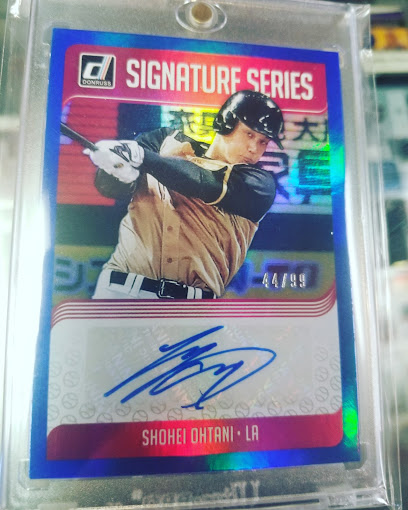 d
DONRUSS
SIGNATURE SERIES
44/99
SHOHEI OHTANI • LA